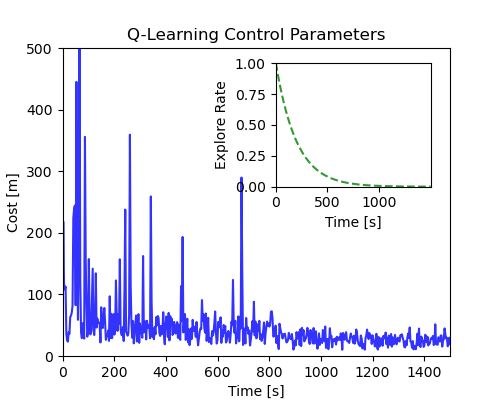 Q-Learning Control Parameters
500
400
300
200
100
0
Cost [m]
0 200 400 600 800 1000 1200 1400
Time [s]
1.00
0.75
0.50
0.25
0.00
Explore Rate
0 500 1000
Time [s]